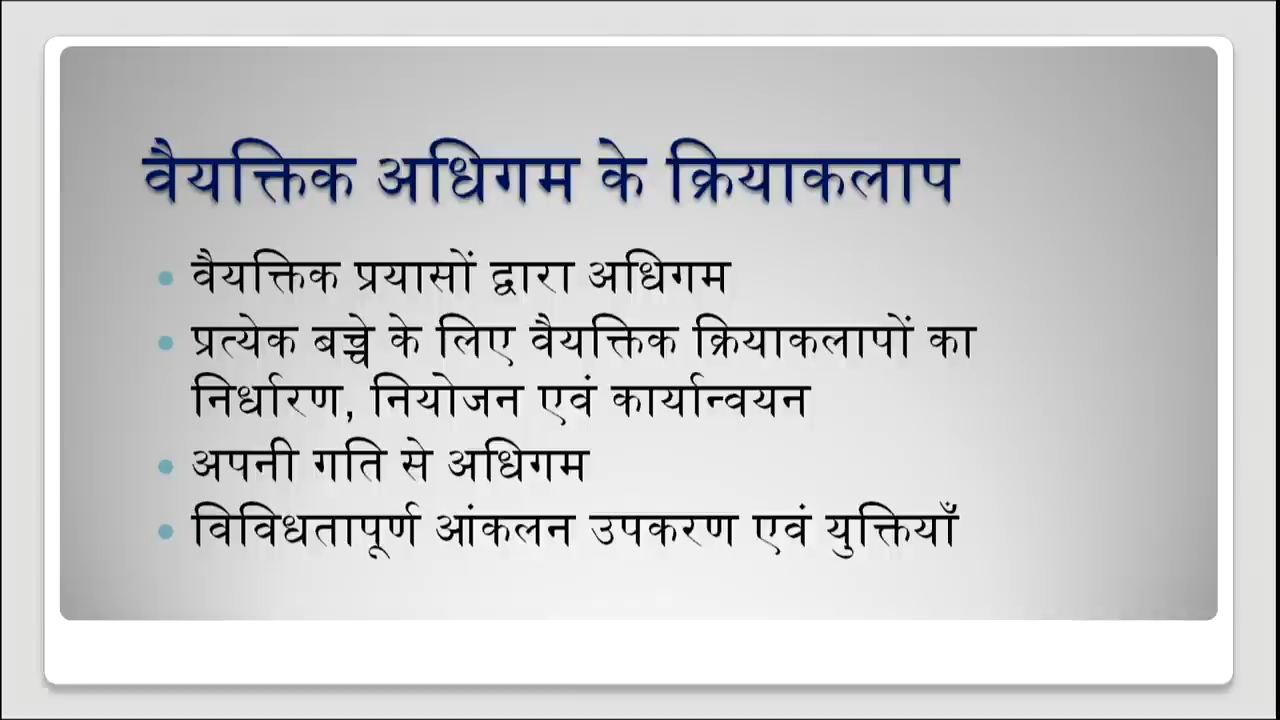 वैयक्तिक अधिगम के क्रियाकलाप
वैयक्तिक प्रयासों द्वारा अधिगम
प्रत्येक बच्चे के लिए वैयक्तिक क्रियाकलापों का
निर्धारण, नियोजन एवं कार्यान्वयन
अपनी गति से अधिगम
विविधतापूर्ण आंकलन उपकरण एवं युक्तियाँ